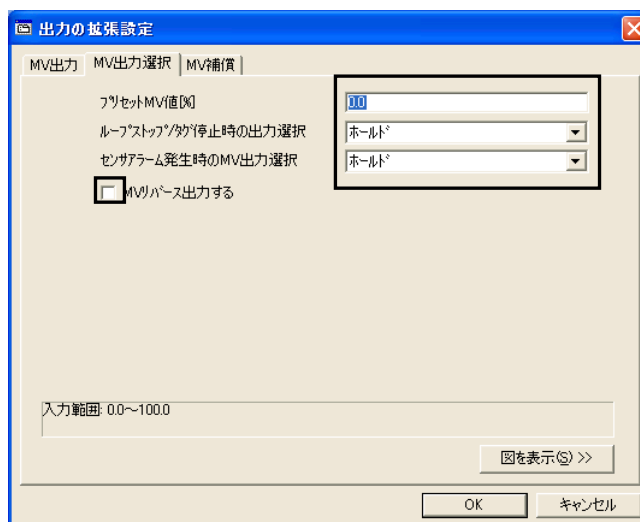 出力の拡張設定
MV出力 MV出力選択 MV補償
プリセットMV値[%] 0.0
ループストップ/タグ停止時の出力選択 ホールド
センサアラーム発生時のMV出力選択 ホールド
MVリバース出力する
入力範囲: 0.0～100.0
図を表示(S) >>
OK キャンセル